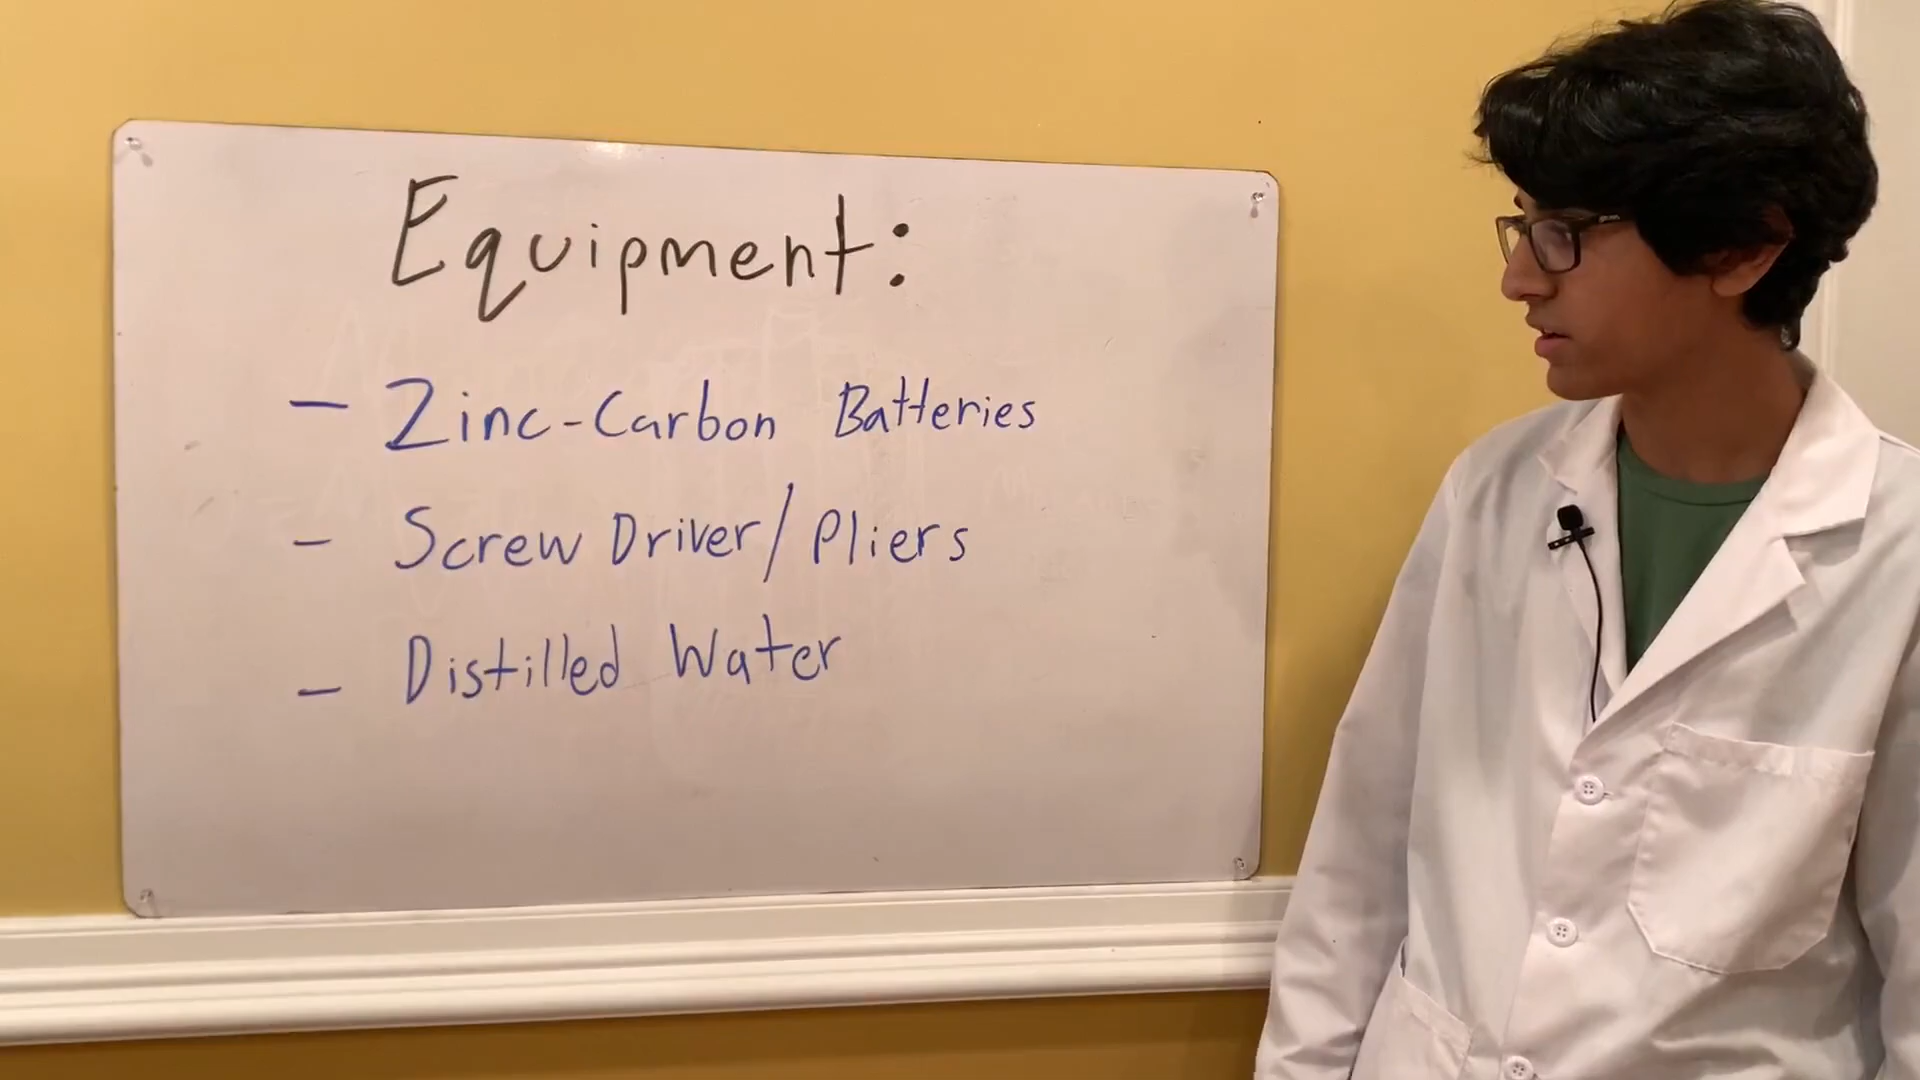 Equipment:
- Zinc-Carbon Batteries
- Screw Driver/Pliers
- Distilled Water